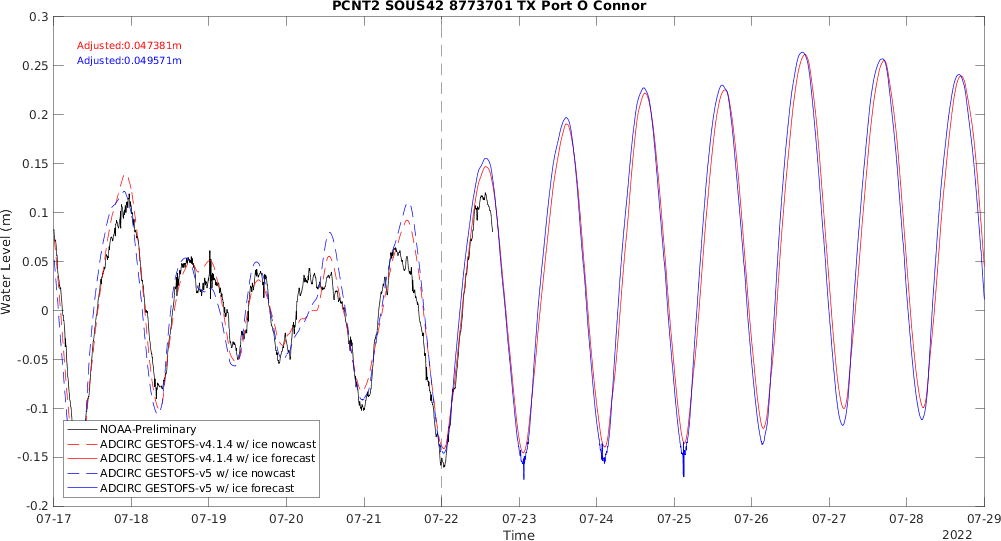 PCNT2 SOUS42 8773701 TX Port O Connor
Adjusted:0.047381m
Adjusted:0.049571m
0.3
0.25
0.2
0.15
0.1
0.05
0
-0.05
-0.1
-0.15
-0.2
Water Level (m)
NOAA-Preliminary
ADCIRC GESTOFS-v4.1.4 w/ ice nowcast
ADCIRC GESTOFS-v4.1.4 w/ ice forecast
ADCIRC GESTOFS-v5 w/ ice nowcast
ADCIRC GESTOFS-v5 w/ ice forecast
07-17 07-18 07-19 07-20 07-21 07-22 07-23 07-24 07-25 07-26 07-27 07-28 07-29
Time
2022